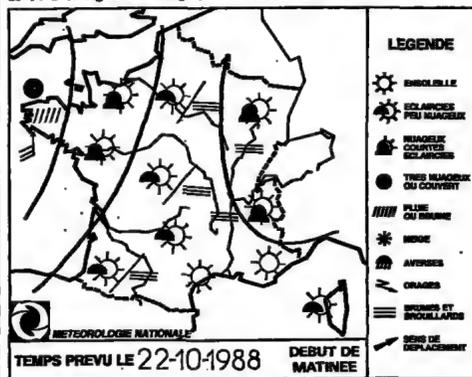 LEGENDE
ENSOLEILLE
ECLAIRCIES
PEU NUAGEUX
NUAGEUX
COURTES
ECLAIRCIES
TRES NUAGEUX
OU COUVERT
PLUIE
OU BRUINE
NEIGE
AVERSES
ORAGES
BRUMES ET
BROUILLARDS
SENS DE
DEPLACEMENT
METEOROLOGIE NATIONALE
TEMPS PREVU LE 22-10-1988 DEBUT DE
MATINEE